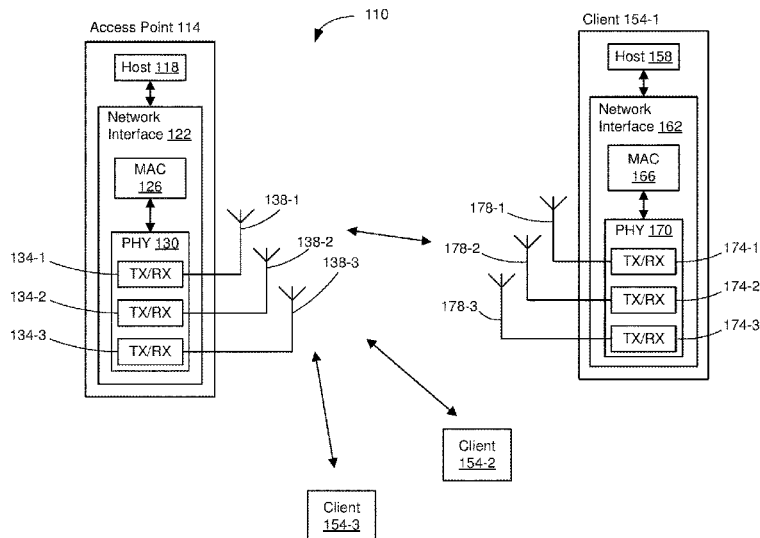 110
Access Point 114
Host 118
Network
Interface 122
MAC
126
PHY 130
TX/RX
TX/RX
TX/RX
134-1
134-2
134-3
138-1
138-2
138-3
Client 154-1
Host 158
Network
Interface 162
MAC
166
PHY 170
TX/RX
TX/RX
TX/RX
178-1
178-2
178-3
174-1
174-2
174-3
Client
154-2
Client
154-3